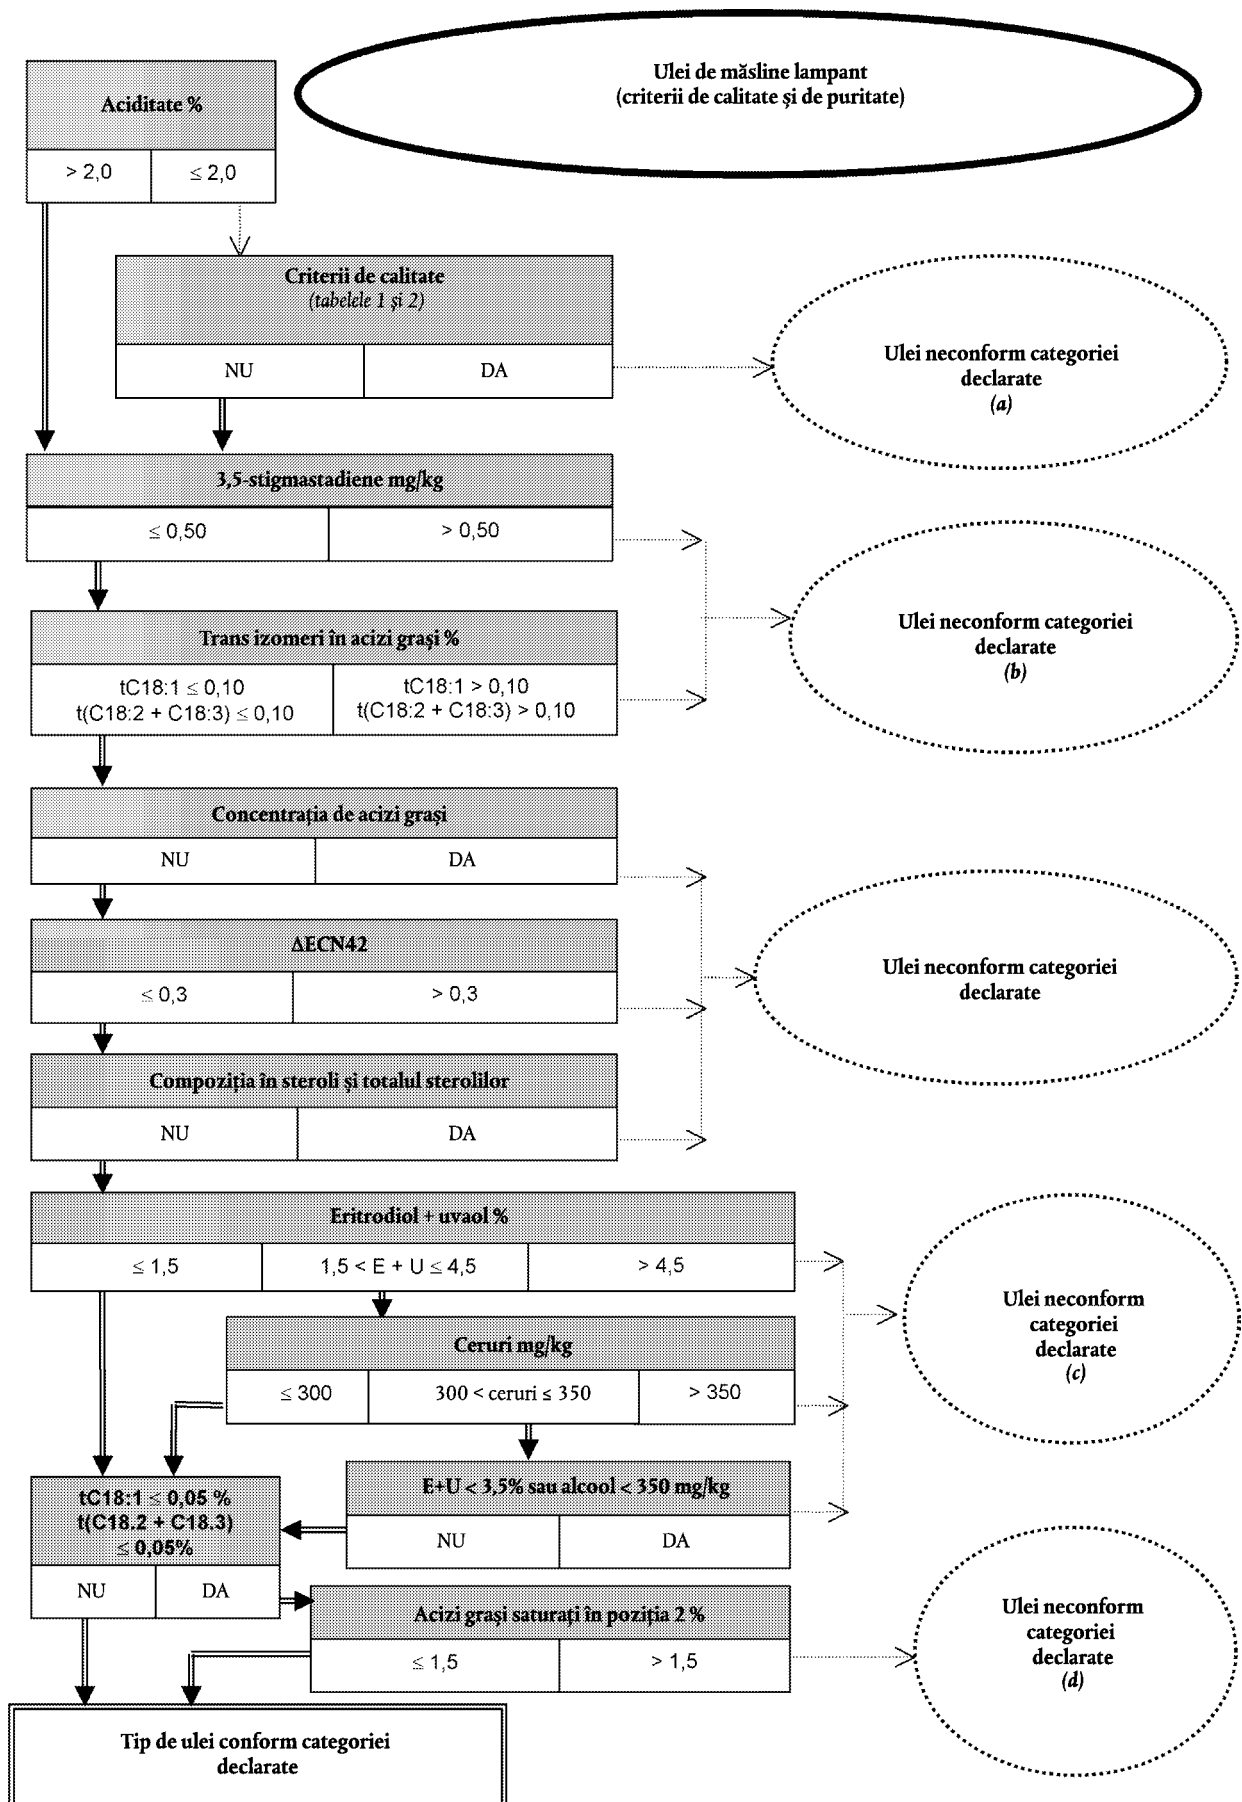 Ulei de măsline lampant
(criterii de calitate și de puritate)
Aciditate %
> 2,0
≤ 2,0
Criterii de calitate
(tabelele 1 și 2)
NU
DA
Ulei neconform categoriei
declarate
(a)
3,5-stigmastadiene mg/kg
≤ 0,50
> 0,50
Ulei neconform categoriei
declarate
(b)
Trans izomeri în acizi grași %
tC18:1 ≤ 0,10
t(C18:2 + C18:3) ≤ 0,10
tC18:1 > 0,10
t(C18:2 + C18:3) > 0,10
Concentrația de acizi grași
NU
DA
ΔECN42
≤ 0,3
> 0,3
Ulei neconform categoriei
declarate
Compoziția în steroli și totalul sterolilor
NU
DA
Eritrodiol + uvaol %
≤ 1,5
1,5 < E + U ≤ 4,5
> 4,5
Ulei neconform
categoriei
declarate
(c)
Ceruri mg/kg
≤ 300
300 < ceruri ≤ 350
> 350
E+U < 3,5% sau alcool < 350 mg/kg
NU
DA
tC18:1 ≤ 0,05 %
t(C18.2 + C18.3)
≤ 0,05%
NU
DA
Acizi grași saturați în poziția 2 %
≤ 1,5
> 1,5
Ulei neconform
categoriei
declarate
(d)
Tip de ulei conform categoriei
declarate